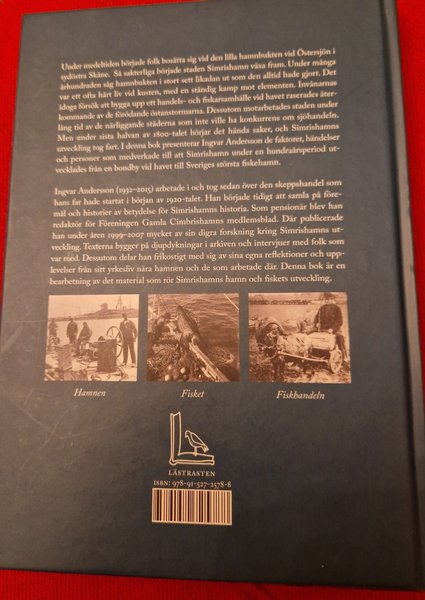 Under medeltiden började folk bosätta sig vid den lilla hamnbukten vid Östersjön i
sydöstra Skåne. Så sakterliga började staden Simrishamn växa fram. Under många
århundraden såg hamnbukten i stort sett likadan ut som den alltid hade gjort. Det
var ett ofta hårt liv vid kusten, med en ständig kamp mot elementen. Invånarnas
idoga försök att bygga upp ett handels- och fiskarsamhälle vid havet raserades åter-
kommande av de förödande östanstormarna. Dessutom motarbetades staden under
lång tid av de närliggande städerna som inte ville ha konkurrens om sjöhandeln.
Men under sista halvan av 1800-talet börjar det hända saker, och Simrishamns
utveckling tog fart. I denna bok presenterar Ingvar Andersson de faktorer, händelser
och personer som medverkade till att Simrishamn under en hundraårsperiod ut-
vecklades från en bondby vid havet till Sveriges största fiskehamn.
Ingvar Andersson (1932–2015) arbetade i och tog sedan över den skeppshandel som
hans far hade startat i början av 1920-talet. Han började tidigt att samla på före-
mål och historier av betydelse för Simrishamns historia. Som pensionär blev han
redaktör för Föreningen Gamla Cimbrishamns medlemsblad. Där publicerade
han under åren 1999–2007 mycket av sin digra forskning kring Simrishamns ut-
veckling. Texterna bygger på djupdykningar i arkiven och intervjuer med folk som
var med. Dessutom delar han frikostigt med sig av sina egna reflektioner och upp-
levelser från sitt yrkesliv nära hamnen och de som arbetade där. Denna bok är en
bearbetning av det material som rör Simrishamns hamn och fiskets utveckling.
Hamnen
Fisket
Fiskhandeln
LÄSTRASTEN
ISBN: 978-91-527-2578-8